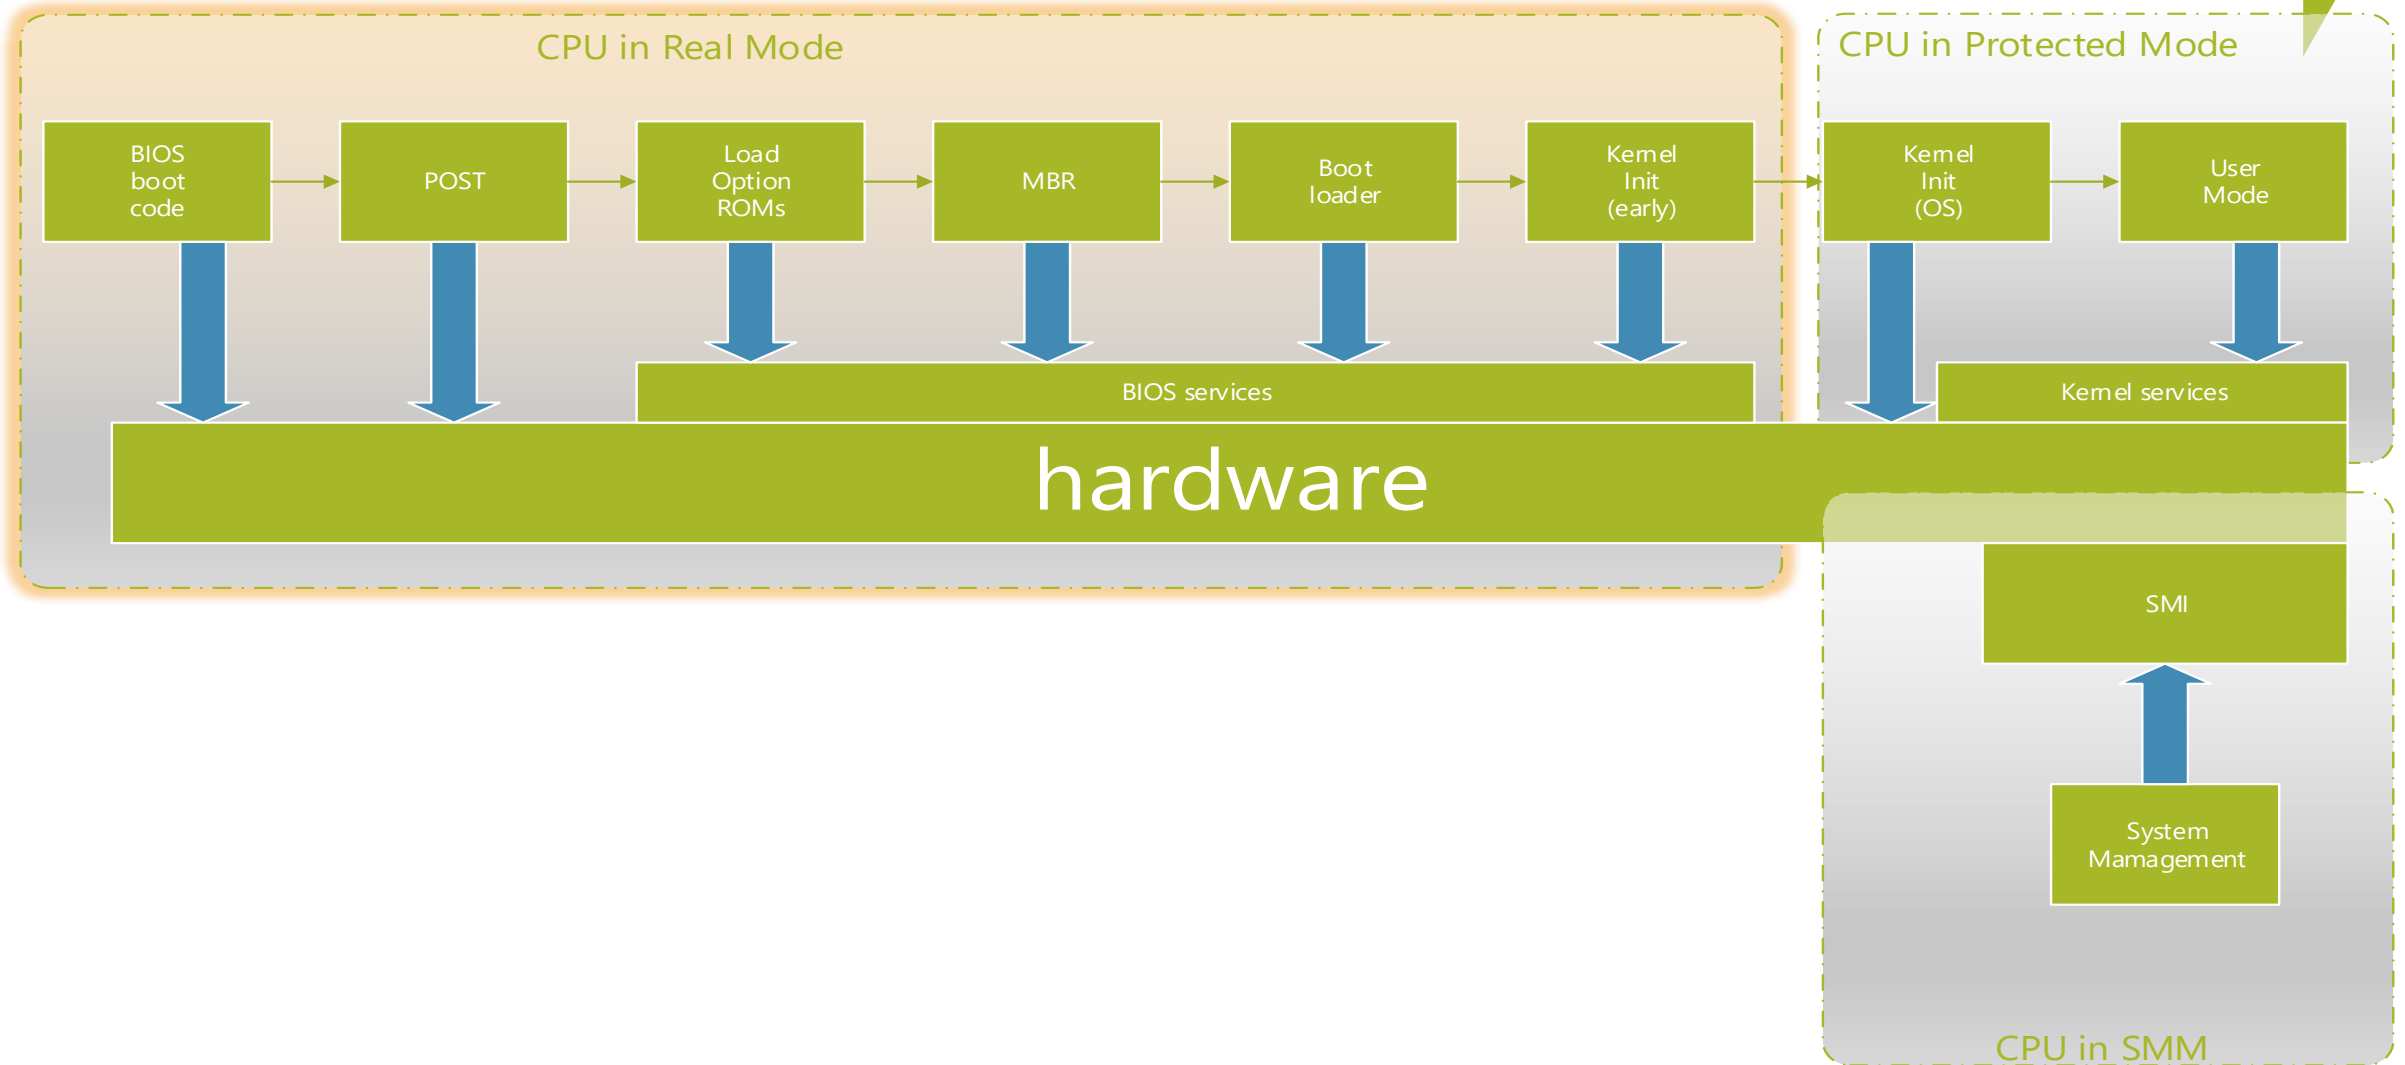 CPU in Real Mode
CPU in Protected Mode
BIOS
boot
code
POST
Load
Option
ROMs
MBR
Boot
loader
Kernel
Init
(early)
Kernel
Init
(OS)
User
Mode
BIOS services
Kernel services
hardware
SMI
System
Mamagement
CPU in SMM